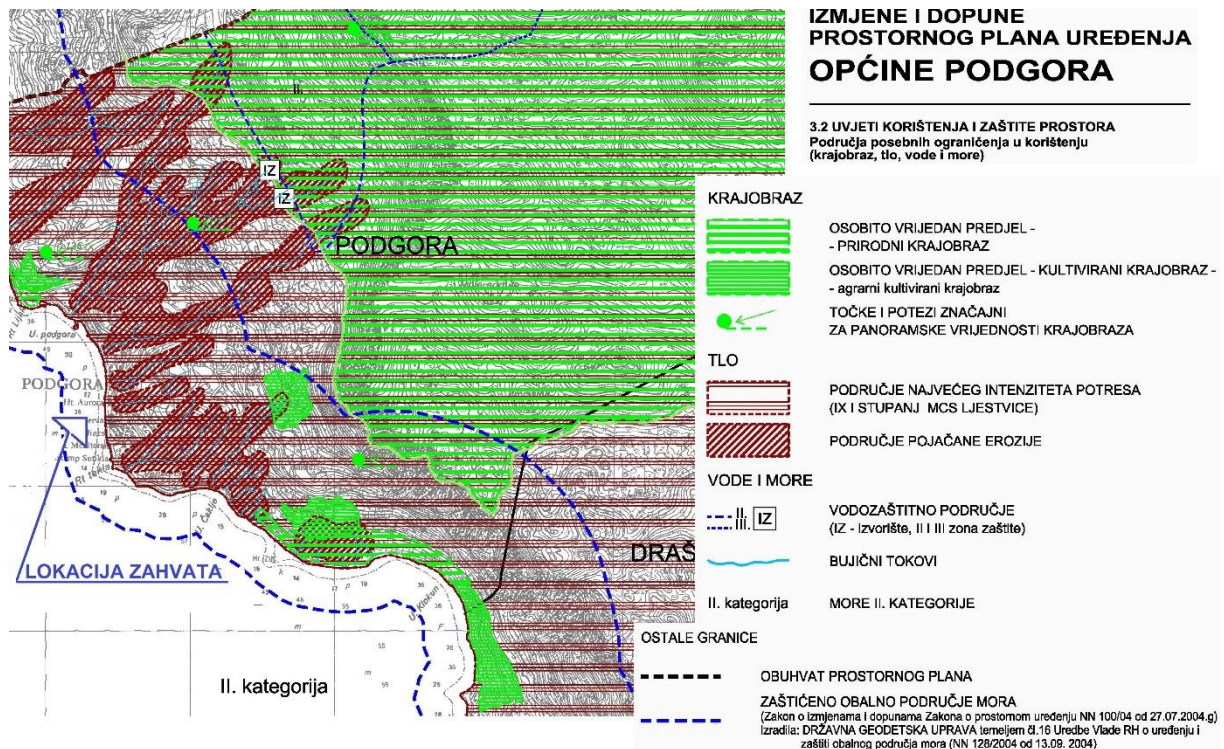 IZMJENE I DOPUNE
PROSTORNOG PLANA UREĐENJA
OPĆINE PODGORA
3.2 UVJETI KORIŠTENJA I ZAŠTITE PROSTORA
Područja posebnih ograničenja u korištenju
(krajobraz, tlo, vode i more)
KRAJOBRAZ
OSOBITO VRIJEDAN PREDJEL -
- PRIRODNI KRAJOBRAZ
OSOBITO VRIJEDAN PREDJEL - KULTIVIRANI KRAJOBRAZ -
- agrarni kultivirani krajobraz
TOČKE I POTEZI ZNAČAJNI
ZA PANORAMSKE VRIJEDNOSTI KRAJOBRAZA
TLO
PODRUČJE NAJVEĆEG INTENZITETA POTRESA
(IX I STUPANJ MCS LJESTVICE)
PODRUČJE POJAČANE EROZIJE
VODE I MORE
II.
III.
IZ
VODOZAŠTITNO PODRUČJE
(IZ - izvorište, II I III zona zaštite)
BUJIČNI TOKOVI
II. kategorija
MORE II. KATEGORIJE
OSTALE GRANICE
OBUHVAT PROSTORNOG PLANA
ZAŠTIĆENO OBALNO PODRUČJE MORA
(Zakon o izmjenama i dopunama Zakona o prostornom uređenju NN 100/04 od 27.07.2004.g)
Izradila: DRŽAVNA GEODETSKA UPRAVA temeljem čl.16 Uredbe Vlade RH o uređenju i
zaštiti obalnog područja mora (NN 128/2004 od 13.09. 2004)
II.
IZ
IZ
PODGORA
U. podgora
PODGORA
Ht. Aurora
DRAŠ
U. Klokun
LOKACIJA ZAHVATA
II. kategorija